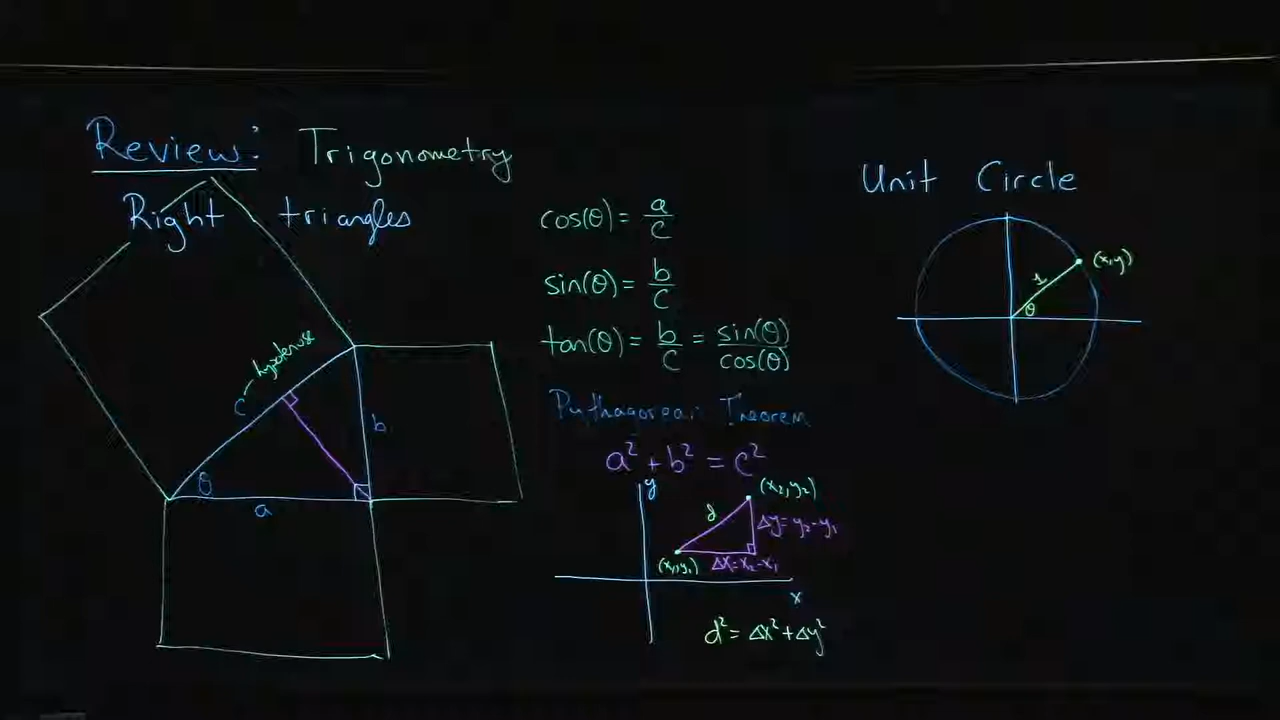 Review: Trigonometry
Right triangles
c hypotenuse
b
θ
a
cos(θ) = a/c
sin(θ) = b/c
tan(θ) = b/c = sin(θ)/cos(θ)
Pythagorean Theorem
a² + b² = c²
y
(x₂,y₂)
d
Δy = y₂-y₁
(x₁,y₁)
Δx = x₂-x₁
x
d² = Δx² + Δy²
Unit Circle
(x,y)
1
θ